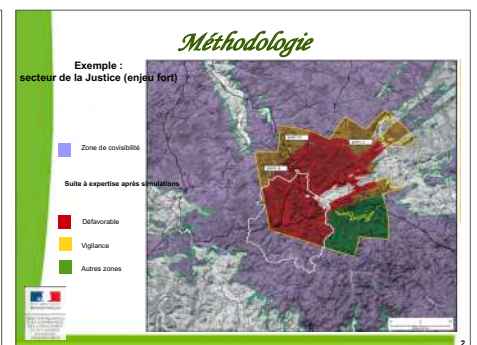 Méthodologie
Exemple :
secteur de la Justice (enjeu fort)
Zone de covisibilité
Suite à expertise après simulations
Défavorable
Vigilance
Autres zones
2